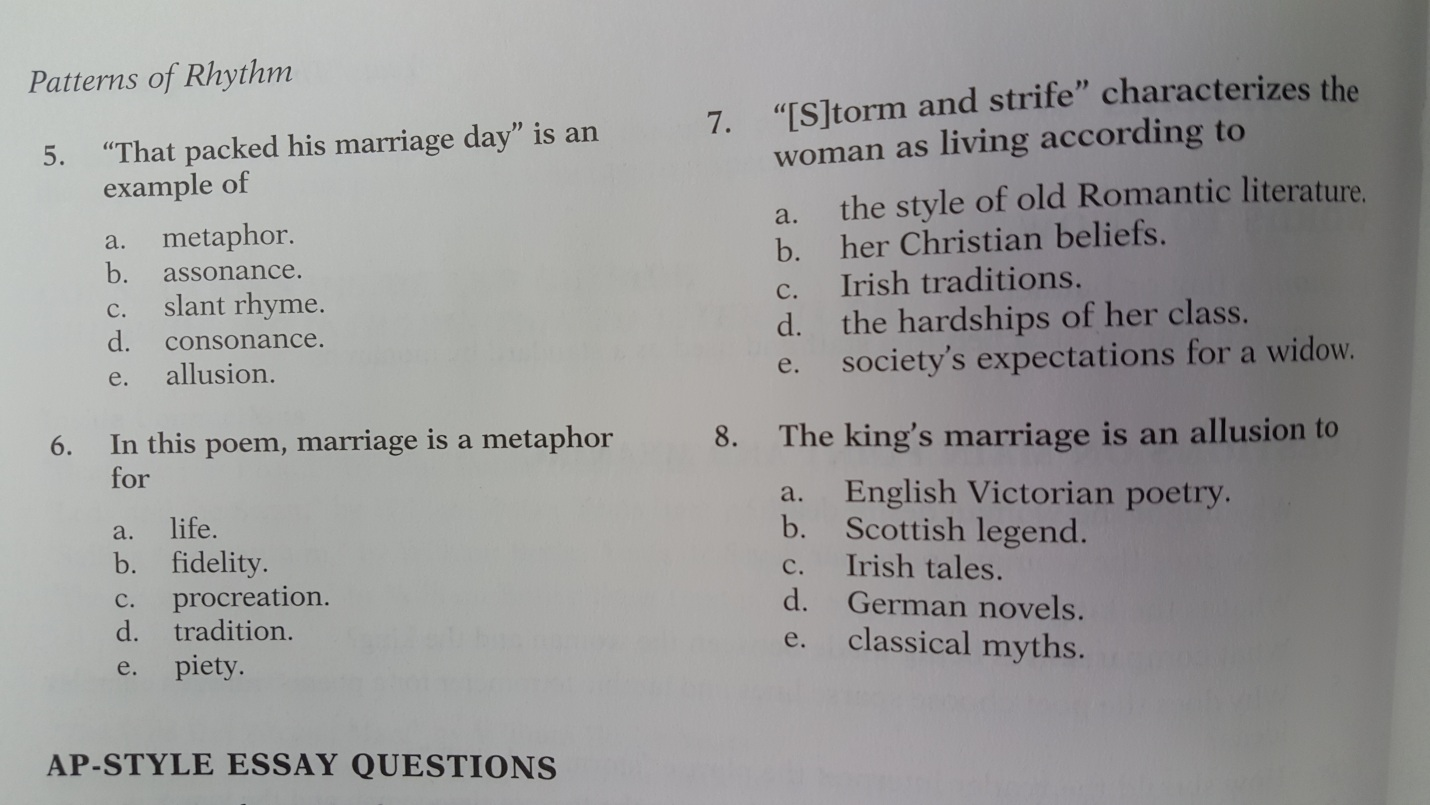 Patterns of Rhythm
5. “That packed his marriage day” is an
example of
a. metaphor.
b. assonance.
c. slant rhyme.
d. consonance.
e. allusion.
6. In this poem, marriage is a metaphor
for
a. life.
b. fidelity.
c. procreation.
d. tradition.
e. piety.
7. “[S]torm and strife” characterizes the
woman as living according to
a. the style of old Romantic literature.
b. her Christian beliefs.
c. Irish traditions.
d. the hardships of her class.
e. society’s expectations for a widow.
8. The king’s marriage is an allusion to
a. English Victorian poetry.
b. Scottish legend.
c. Irish tales.
d. German novels.
e. classical myths.
AP-STYLE ESSAY QUESTIONS